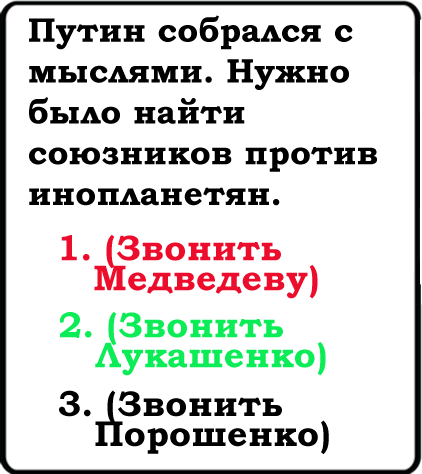 Путин собрался с
мыслями. Нужно
было найти
союзников против
инопланетян.
1. (Звонить
Медведеву)
2. (Звонить
Лукашенко)
3. (Звонить
Порошенко)